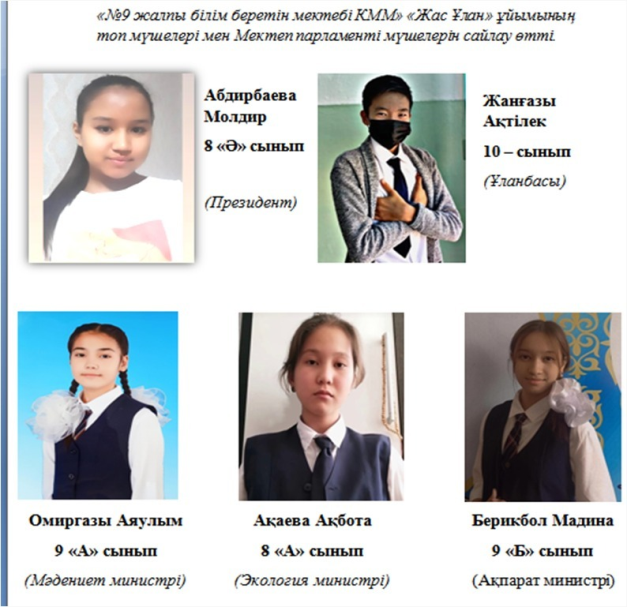 «№9 жалпы білім беретін мектебі КММ» «Жас Ұлан» ұйымының
топ мүшелері мен Мектеп парламенті мүшелерін сайлау өтті.
Абдирбаева
Молдир
8 «Ә» сынып
(Президент)
Жанғазы
Ақтілек
10 – сынып
(Ұланбасы)
Омиргазы Аяулым
9 «А» сынып
(Мәдениет министрі)
Ақаева Ақбота
8 «А» сынып
(Экология министрі)
Берикбол Мадина
9 «Б» сынып
(Ақпарат министрі)